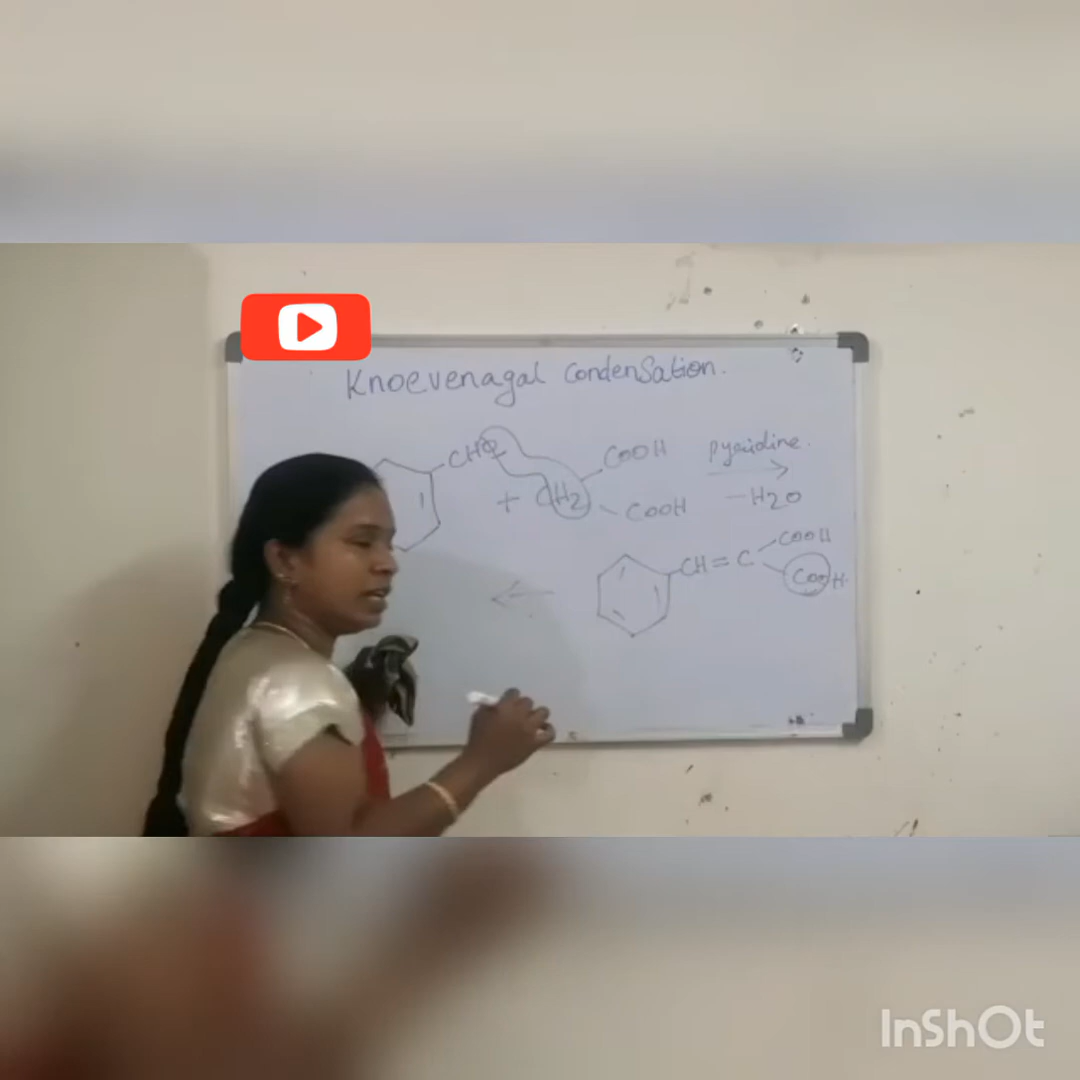 Knoevenagal CondenSation.
CHO
+ CH2
COOH
COOH
pyridine.
-H2O
CH=C
COOH
COOH
InShOt